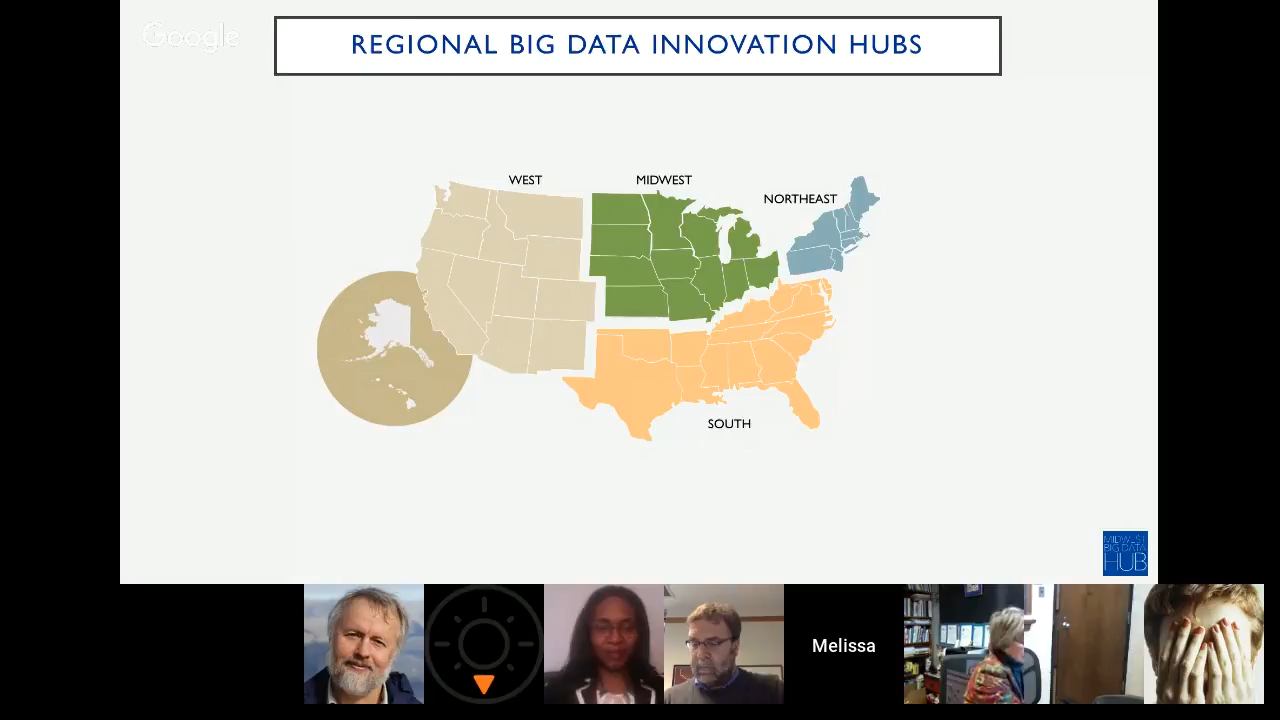 Google
REGIONAL BIG DATA INNOVATION HUBS
WEST
MIDWEST
NORTHEAST
SOUTH
MIDWEST
BIG DATA
HUB
Melissa